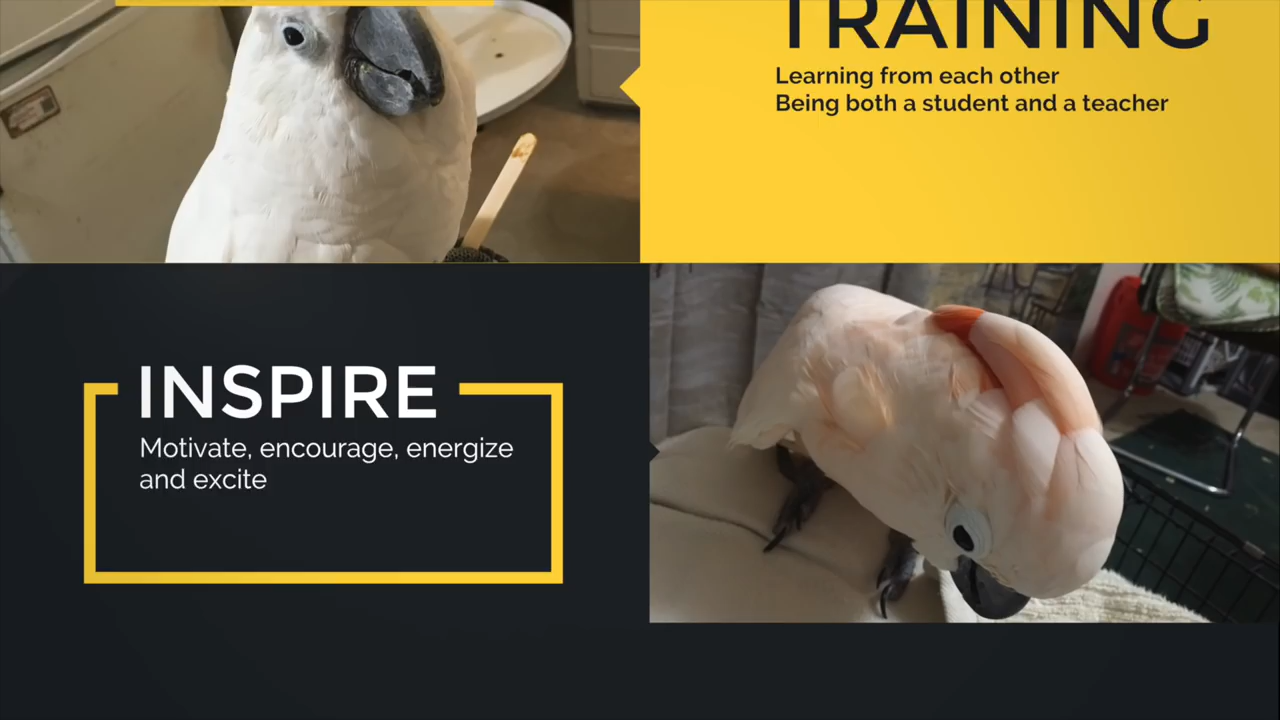 TRAINING
Learning from each other
Being both a student and a teacher
INSPIRE
Motivate, encourage, energize
and excite